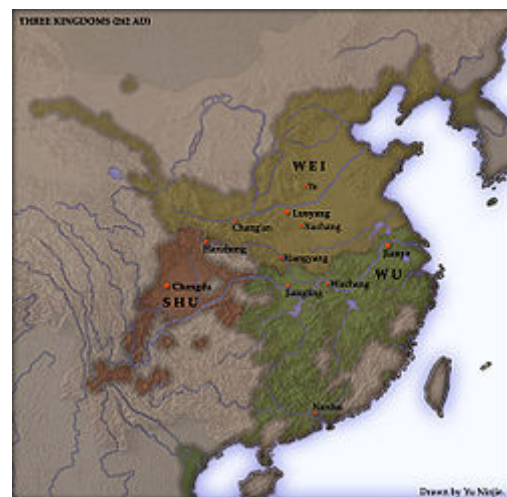 THREE KINGDOMS (262 AD)
WEI
Ye
Luoyang
Chang'an
Xuchang
Hanzhong
Xiangyang
Jianye
WU
Chengdu
SHU
Jiangling
Wuchang
Nanhai
Drawn by Yu Ninjie